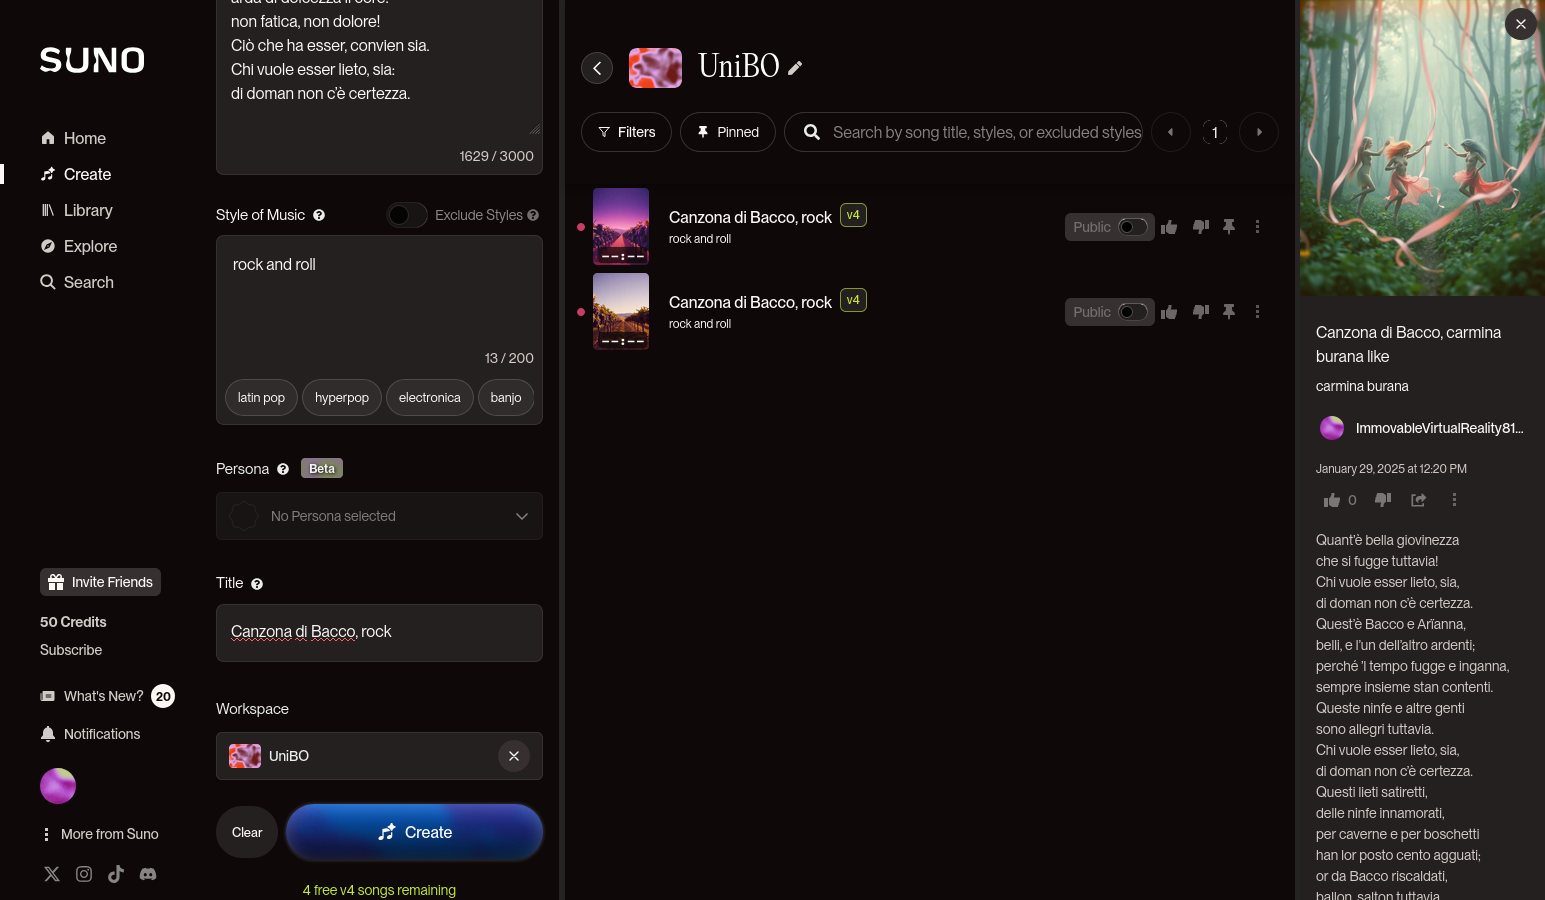 SUNO
Home
Create
Library
Explore
Search
Invite Friends
50 Credits
Subscribe
What's New? 20
Notifications
More from Suno
non fatica, non dolore!
Ciò che ha esser, convien sia.
Chi vuole esser lieto, sia:
di doman non c'è certezza.
1629 / 3000
Style of Music
Exclude Styles
rock and roll
13 / 200
latin pop
hyperpop
electronica
banjo
Persona
Beta
No Persona selected
Title
Canzona di Bacco, rock
Workspace
UniBO
Clear
Create
4 free v4 songs remaining
UniBO
Filters
Pinned
Search by song title, styles, or excluded styles
1
Canzona di Bacco, rock v4
rock and roll
--:--
Public
Canzona di Bacco, rock v4
rock and roll
--:--
Public
Canzona di Bacco, carmina
burana like
carmina burana
ImmovableVirtualReality81...
January 29, 2025 at 12:20 PM
0
Quant'è bella giovinezza
che si fugge tuttavia!
Chi vuole esser lieto, sia,
di doman non c'è certezza.
Quest'è Bacco e Arïanna,
belli, e l'un dell'altro ardenti;
perché 'l tempo fugge e inganna,
sempre insieme stan contenti.
Queste ninfe e altre genti
sono allegri tuttavia.
Chi vuole esser lieto, sia,
di doman non c'è certezza.
Questi lieti satiretti,
delle ninfe innamorati,
per caverne e per boschetti
han lor posto cento agguati;
or da Bacco riscaldati,
ballon, salton tuttavia.